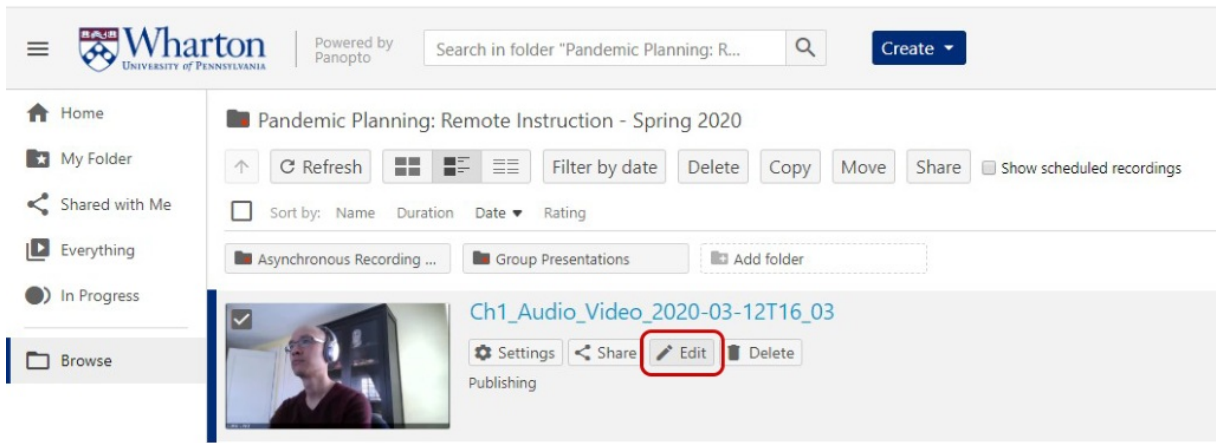 Wharton
UNIVERSITY of PENNSYLVANIA
Powered by
Panopto
Search in folder "Pandemic Planning: R...
Create
Home
My Folder
Shared with Me
Everything
In Progress
Browse
Pandemic Planning: Remote Instruction - Spring 2020
Refresh
Filter by date
Delete
Copy
Move
Share
Show scheduled recordings
Sort by: Name Duration Date Rating
Asynchronous Recording ...
Group Presentations
Add folder
Ch1_Audio_Video_2020-03-12T16_03
Settings
Share
Edit
Delete
Publishing